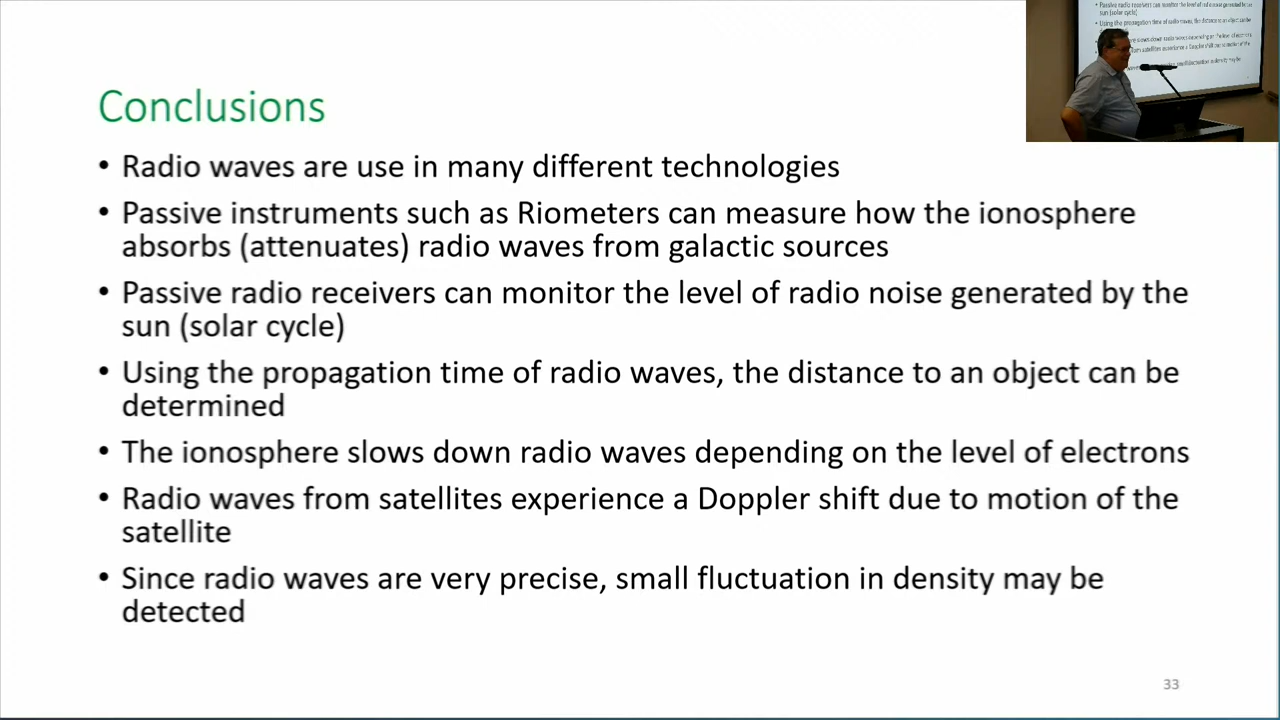 Conclusions
• Radio waves are use in many different technologies
• Passive instruments such as Riometers can measure how the ionosphere
absorbs (attenuates) radio waves from galactic sources
• Passive radio receivers can monitor the level of radio noise generated by the
sun (solar cycle)
• Using the propagation time of radio waves, the distance to an object can be
determined
• The ionosphere slows down radio waves depending on the level of electrons
• Radio waves from satellites experience a Doppler shift due to motion of the
satellite
• Since radio waves are very precise, small fluctuation in density may be
detected
33